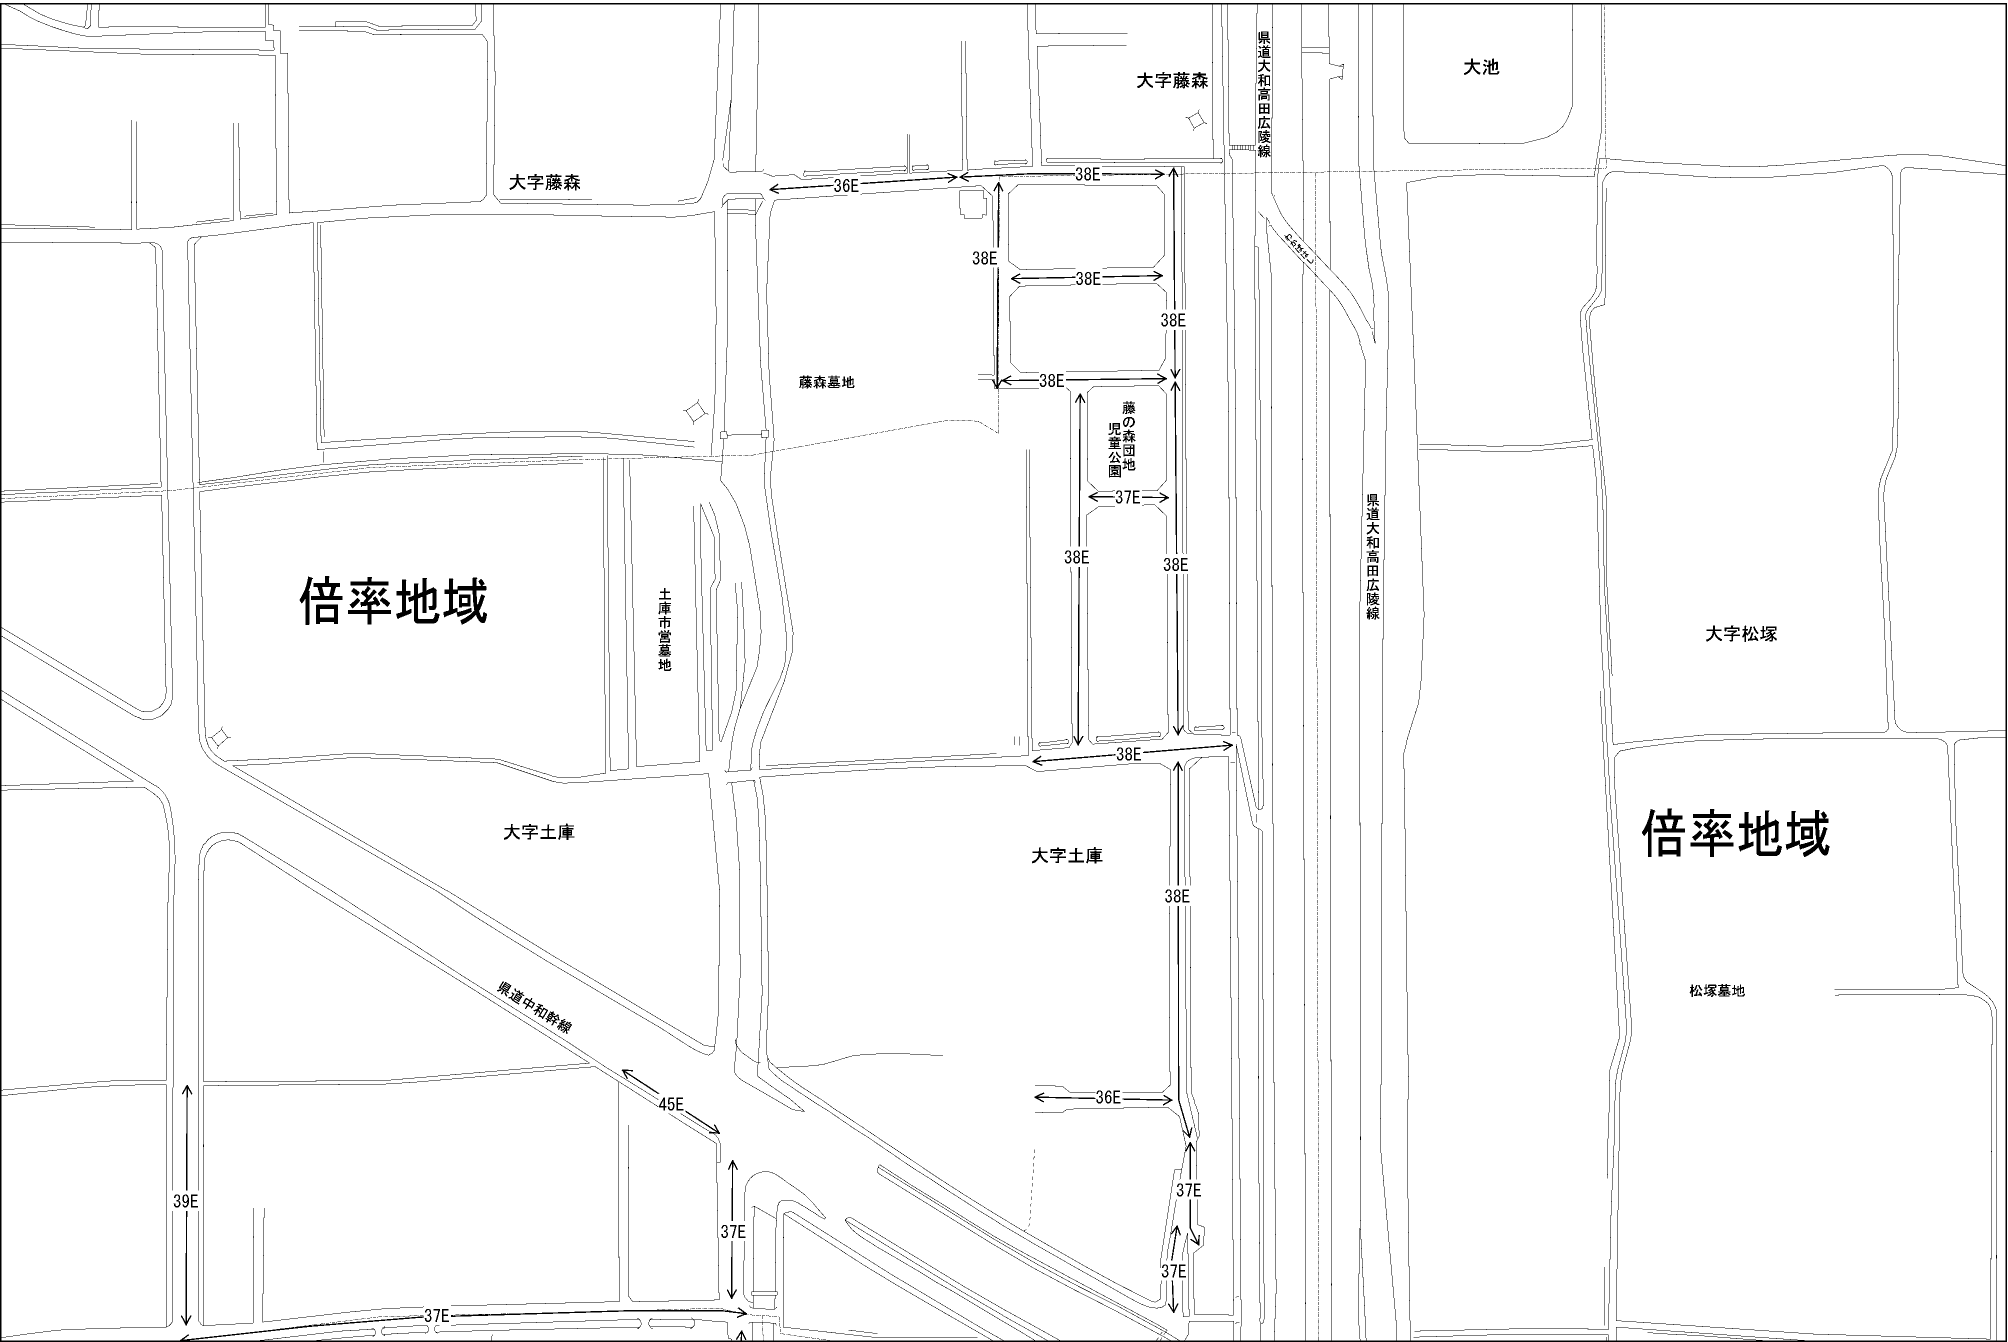 大字藤森
県道大和高田広陵線
大池
大字藤森
36E
38E
38E
38E
38E
38E
藤森墓地
藤の森団地
児童公園
37E
県道大和高田広陵線
38E
38E
倍率地域
土庫市営墓地
大字松塚
38E
大字土庫
大字土庫
倍率地域
38E
県道中和幹線
松塚墓地
45E
36E
39E
37E
37E
37E
37E